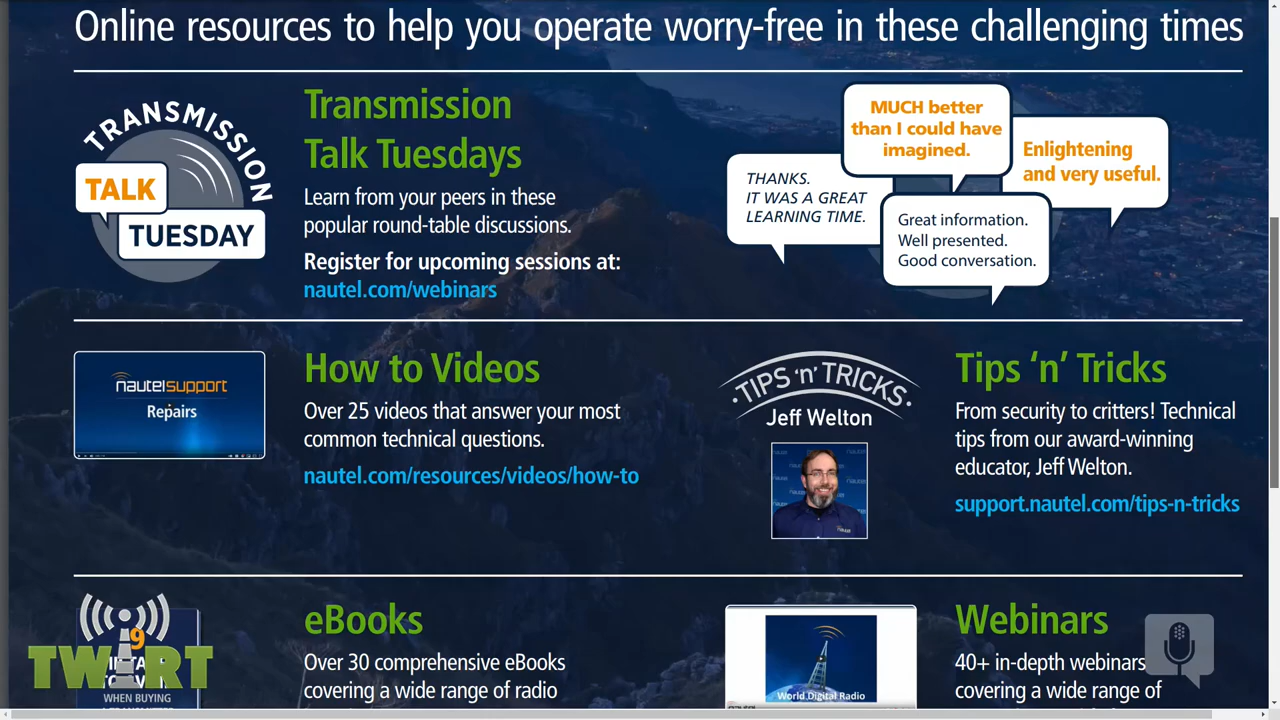 Online resources to help you operate worry-free in these challenging times
TRANSMISSION
TALK
TUESDAY
Transmission
Talk Tuesdays
Learn from your peers in these
popular round-table discussions.
Register for upcoming sessions at:
nautel.com/webinars
THANKS.
IT WAS A GREAT
LEARNING TIME.
MUCH better
than I could have
imagined.
Enlightening
and very useful.
Great information.
Well presented.
Good conversation.
nautelsupport
Repairs
How to Videos
Over 25 videos that answer your most
common technical questions.
nautel.com/resources/videos/how-to
TIPS 'n' TRICKS
Jeff Welton
nautel
Tips ‘n’ Tricks
From security to critters! Technical
tips from our award-winning
educator, Jeff Welton.
support.nautel.com/tips-n-tricks
9
WHEN BUYING
TWIRT
eBooks
Over 30 comprehensive eBooks
covering a wide range of radio
World Digital Radio
Webinars
40+ in-depth webinars
covering a wide range of